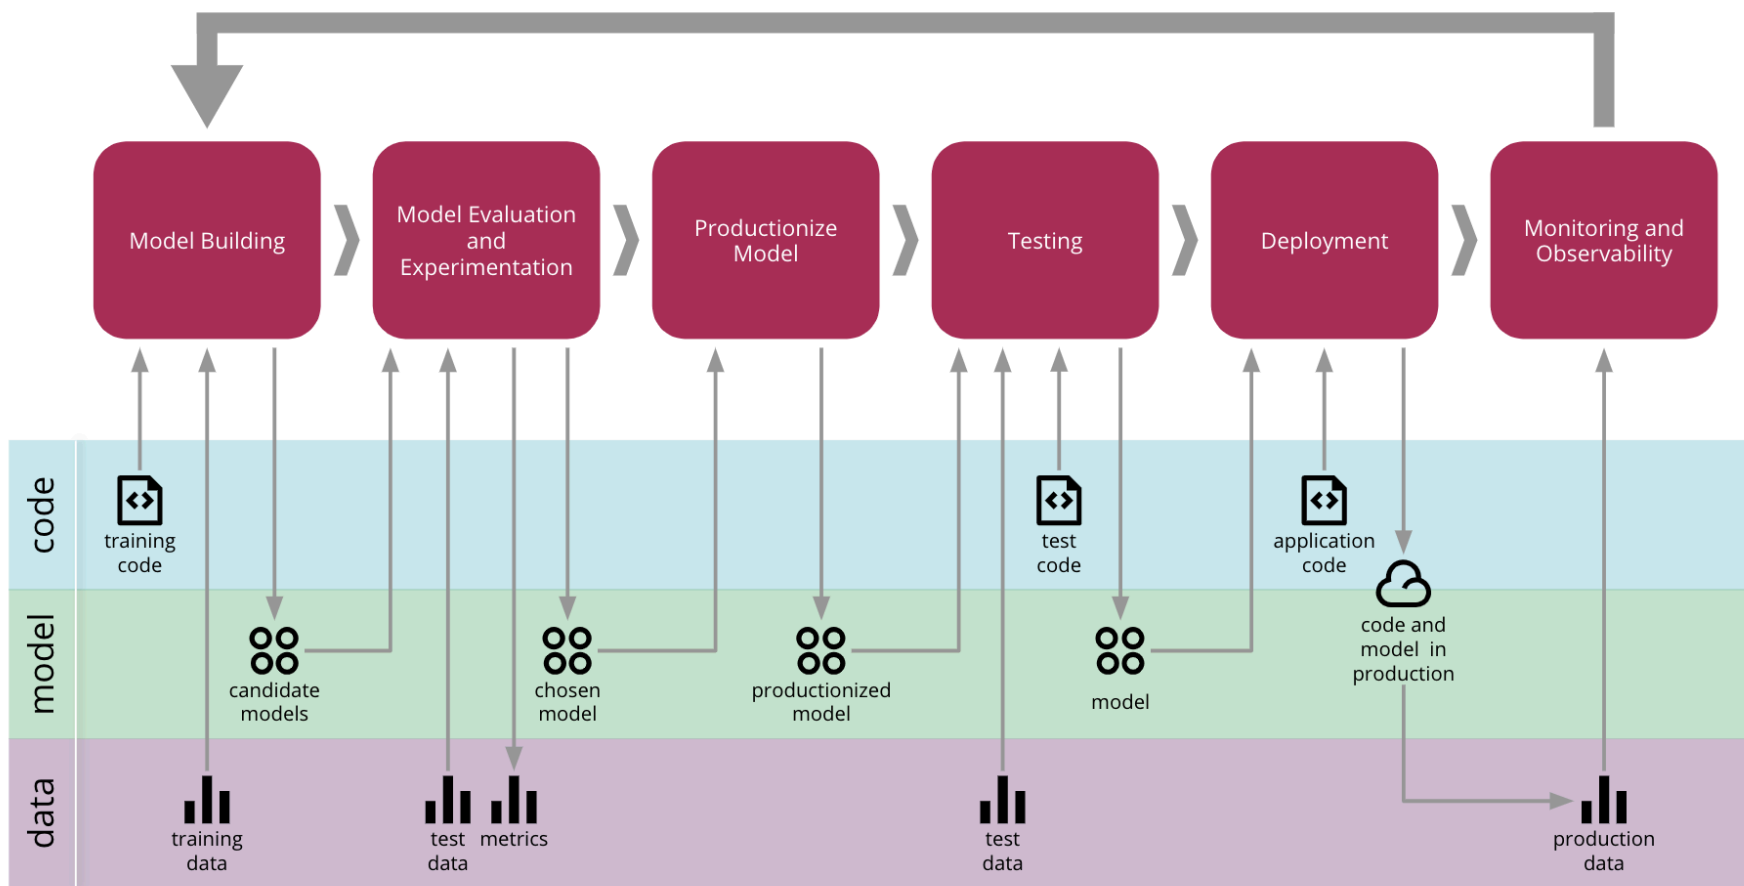 Model Building
Model Evaluation
and
Experimentation
Productionize
Model
Testing
Deployment
Monitoring and
Observability
code
training
code
test
code
application
code
model
candidate
models
chosen
model
productionized
model
model
code and
model in
production
data
training
data
test
data
metrics
test
data
production
data